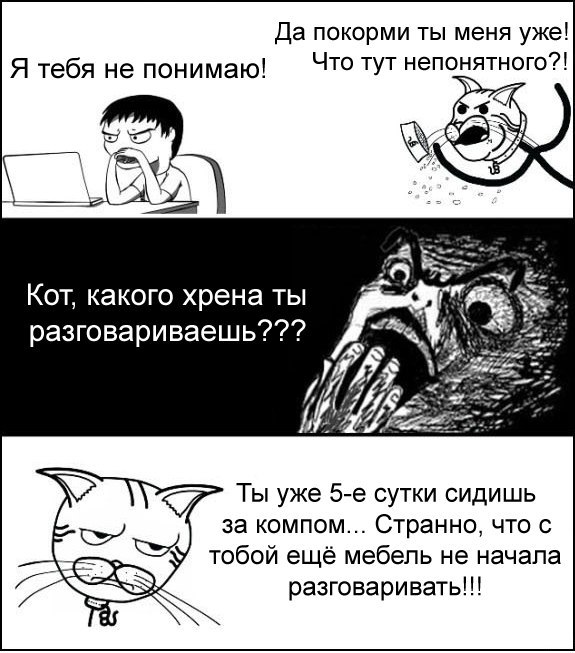 Я тебя не понимаю!
Да покорми ты меня уже!
Что тут непонятного?!
Кот, какого хрена ты
разговариваешь???
Ты уже 5-е сутки сидишь
за компом... Странно, что с
тобой ещё мебель не начала
разговаривать!!!